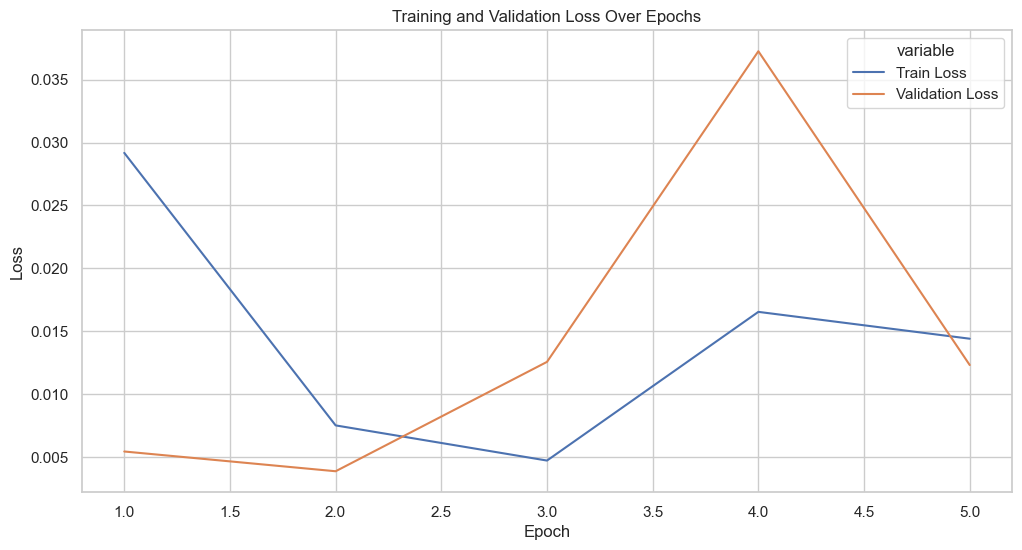 Training and Validation Loss Over Epochs
variable
Train Loss
Validation Loss
Loss
0.035
0.030
0.025
0.020
0.015
0.010
0.005
1.0 1.5 2.0 2.5 3.0 3.5 4.0 4.5 5.0
Epoch